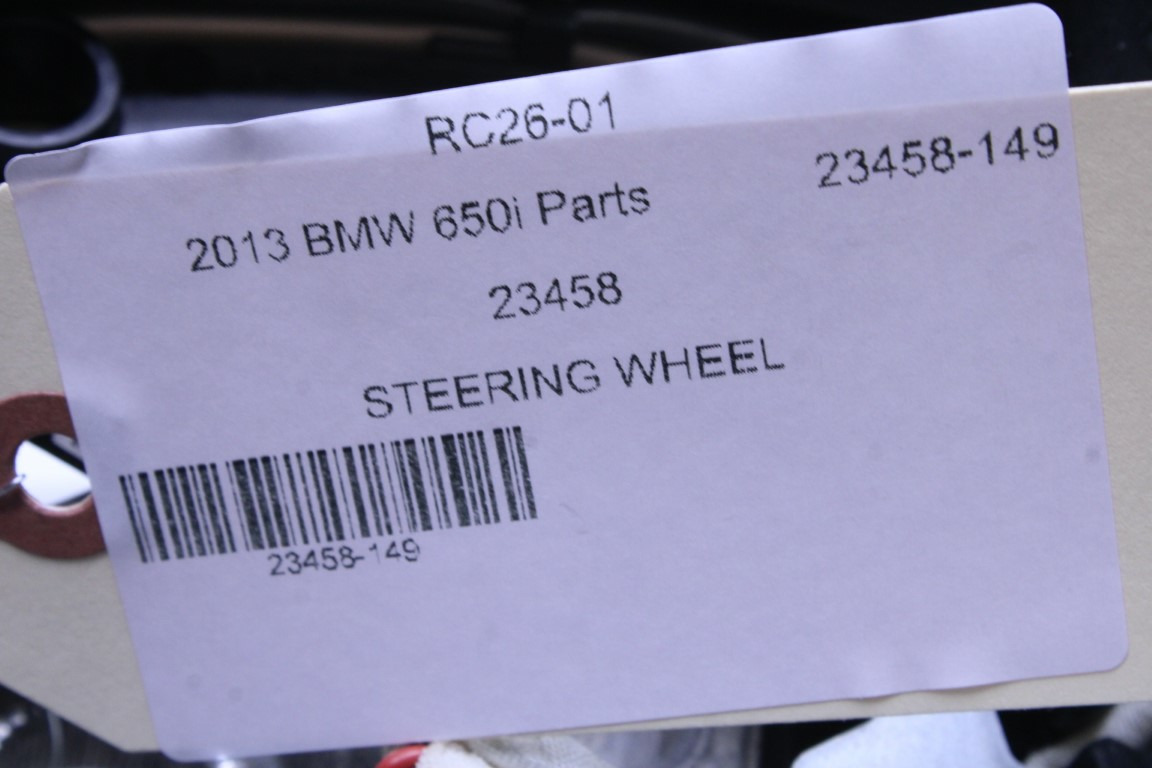 RC26-01
23458-149
2013 BMW 650i Parts
23458
STEERING WHEEL
23458-149